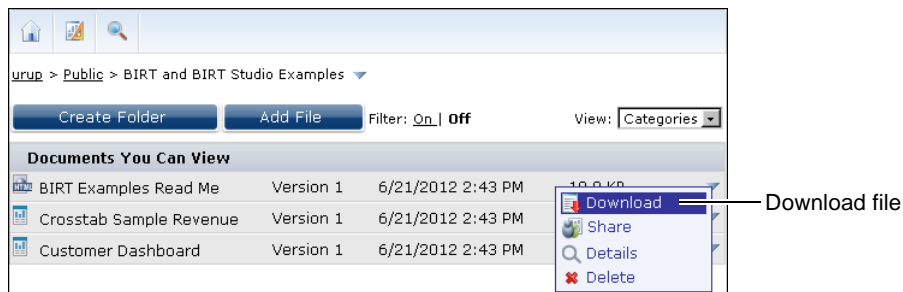 urup > Public > BIRT and BIRT Studio Examples
Create Folder Add File Filter: On | Off View: Categories
Documents You Can View
BIRT Examples Read Me Version 1 6/21/2012 2:43 PM
Download Download file
Crosstab Sample Revenue Version 1 6/21/2012 2:43 PM
Share
Customer Dashboard Version 1 6/21/2012 2:43 PM
Details
Delete